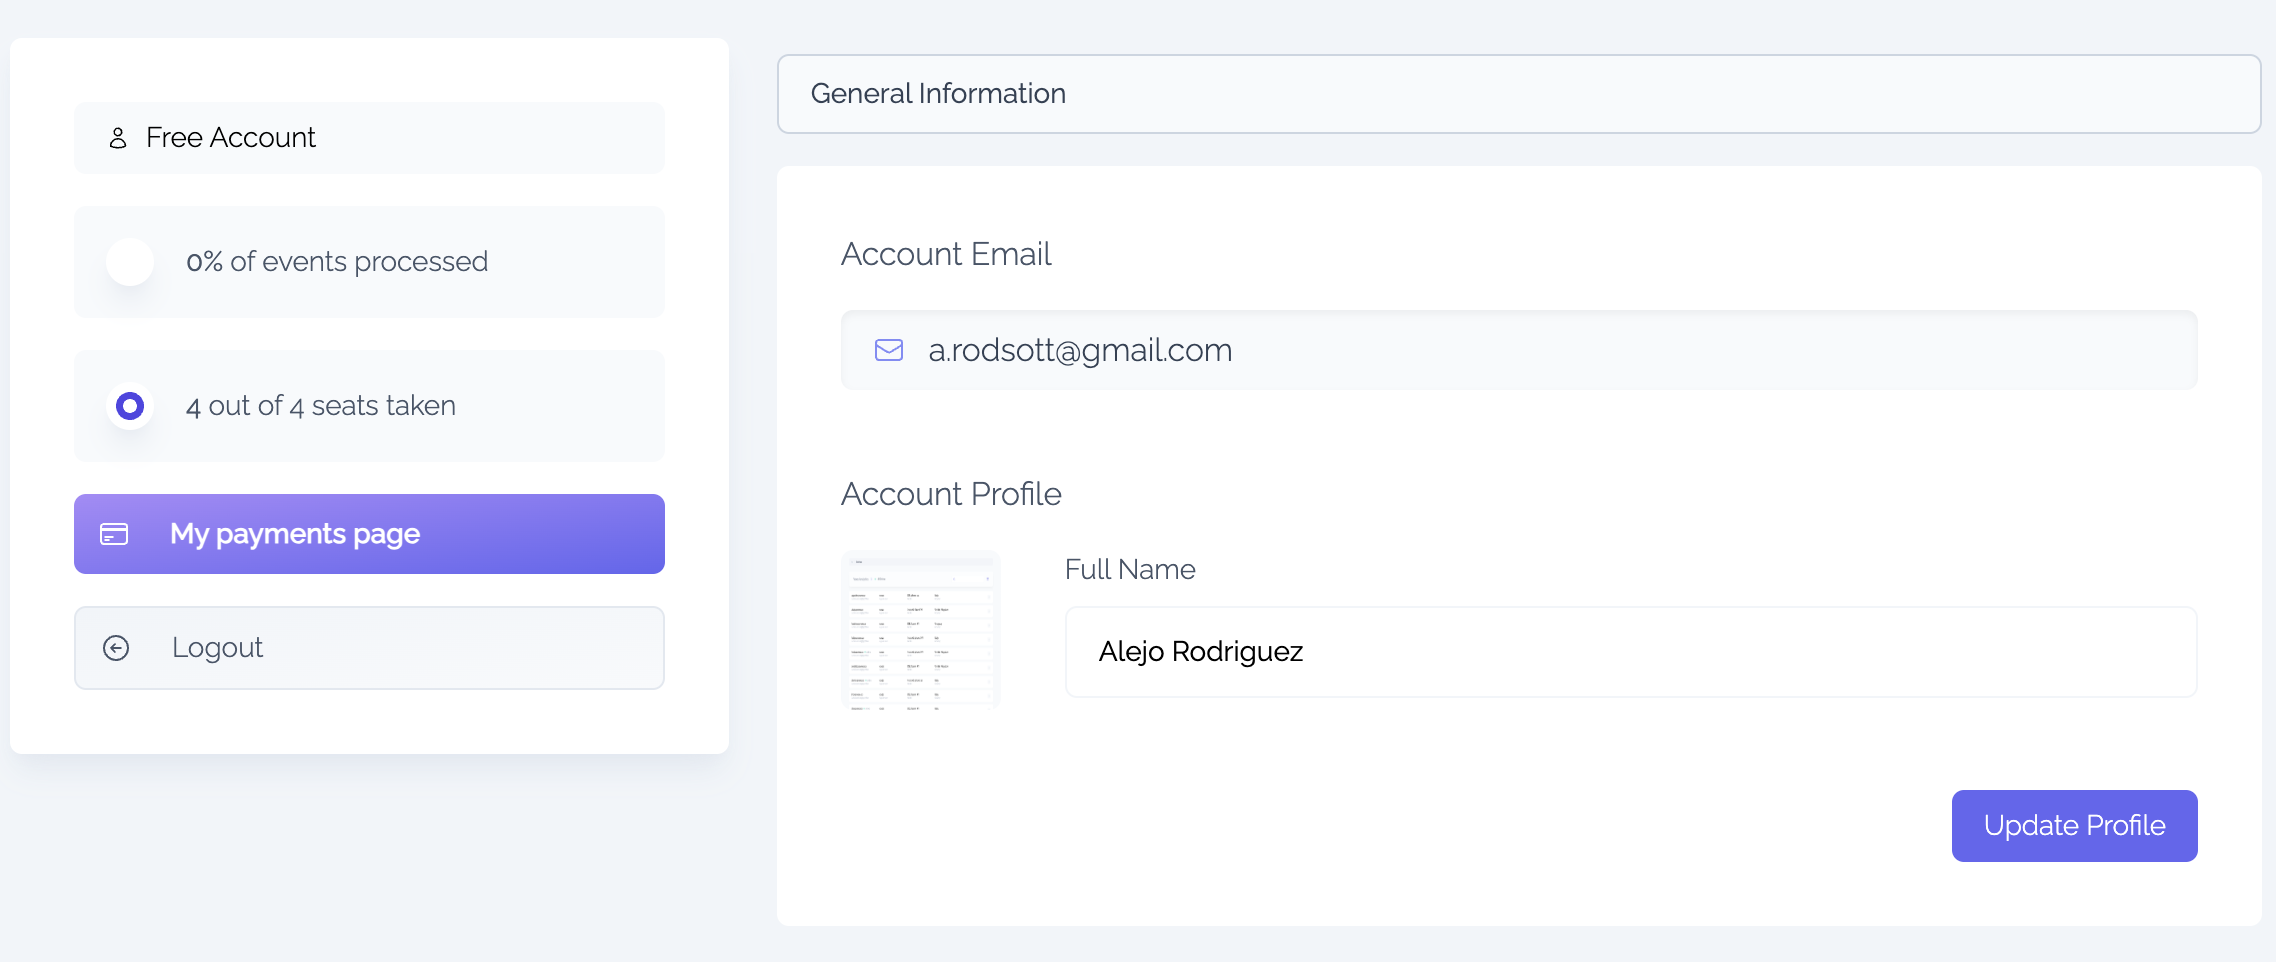 Free Account
0% of events processed
4 out of 4 seats taken
My payments page
Logout
General Information
Account Email
a.rodsott@gmail.com
Account Profile
Full Name
Alejo Rodriguez
Update Profile